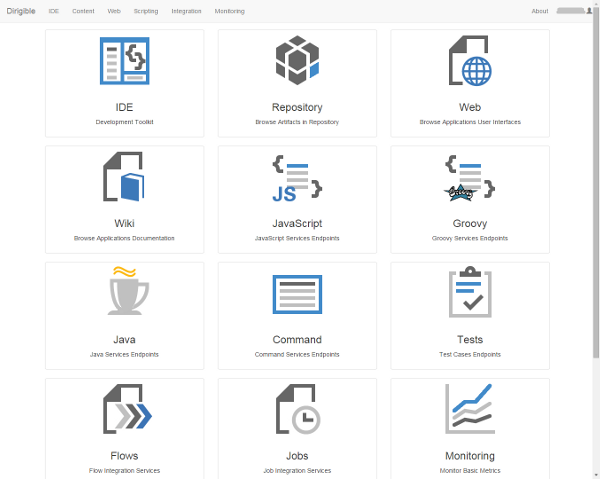 Dirigible IDE Content Web Scripting Integration Monitoring About
IDE
Development Toolkit
Repository
Browse Artifacts in Repository
Web
Browse Applications User Interfaces
Wiki
Browse Applications Documentation
JS
JavaScript
JavaScript Services Endpoints
Groovy
Groovy Services Endpoints
Java
Java Services Endpoints
Command
Command Services Endpoints
Tests
Test Cases Endpoints
Flows
Flow Integration Services
Jobs
Job Integration Services
Monitoring
Monitor Basic Metrics